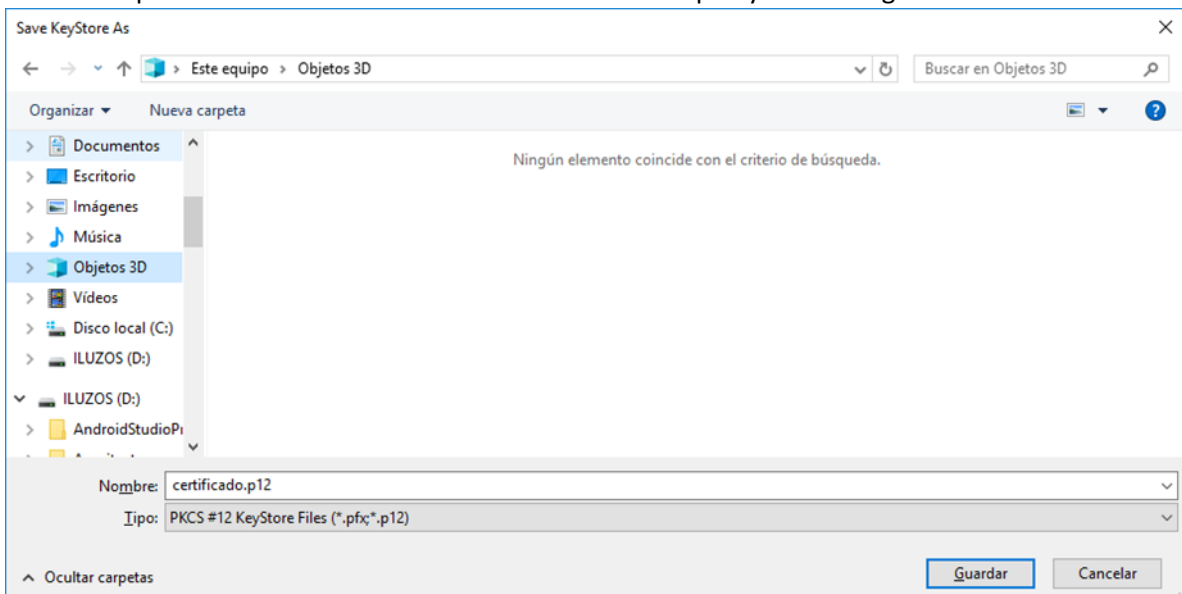 Save KeyStore As
Este equipo > Objetos 3D
Buscar en Objetos 3D
Organizar
Nueva carpeta
Documentos
Escritorio
Imágenes
Música
Objetos 3D
Vídeos
Disco local (C:)
ILUZOS (D:)
ILUZOS (D:)
AndroidStudioPr
Ningún elemento coincide con el criterio de búsqueda.
Nombre: certificado.p12
Tipo: PKCS #12 KeyStore Files (*.pfx;*.p12)
Ocultar carpetas
Guardar
Cancelar